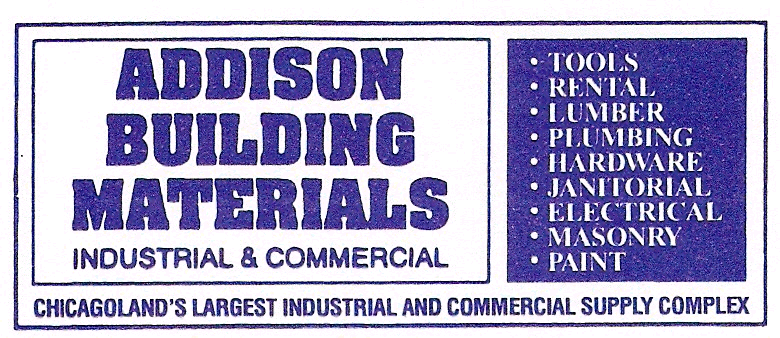 ADDISON
BUILDING
MATERIALS
INDUSTRIAL & COMMERCIAL
• TOOLS
• RENTAL
• LUMBER
• PLUMBING
• HARDWARE
• JANITORIAL
• ELECTRICAL
• MASONRY
• PAINT
CHICAGOLAND'S LARGEST INDUSTRIAL AND COMMERCIAL SUPPLY COMPLEX